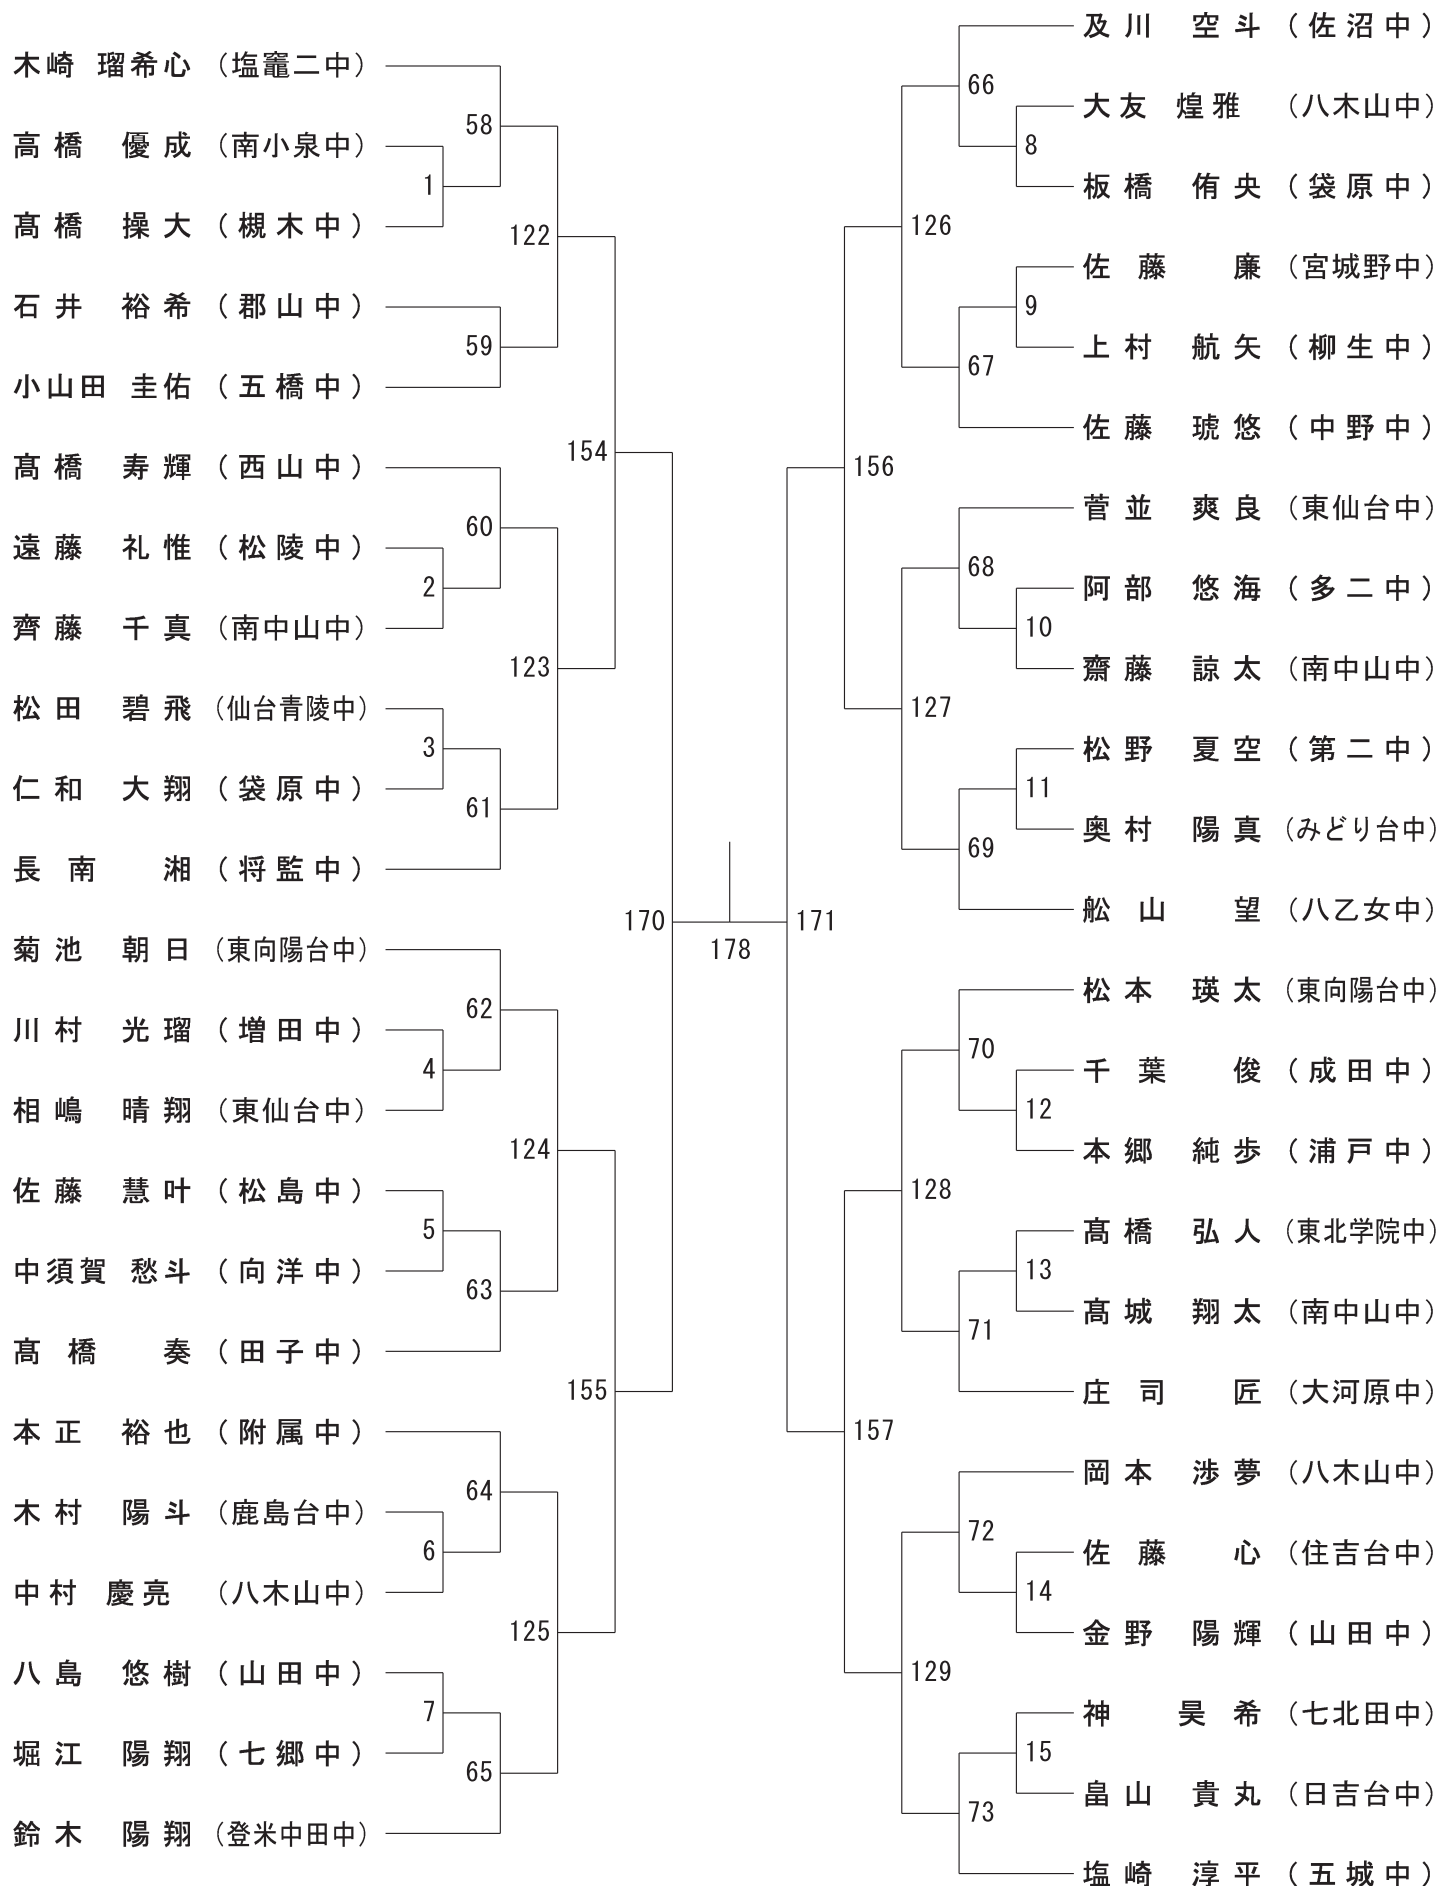 木崎 瑠希心 （塩竈二中）
58
高橋 優成 （南小泉中）
1
髙橋 操大 （槻木中）
122
石井 裕希 （郡山中）
59
小山田 圭佑 （五橋中）
154
髙橋 寿輝 （西山中）
60
遠藤 礼惟 （松陵中）
2
齊藤 千真 （南中山中）
123
松田 碧飛 （仙台青陵中）
3
仁和 大翔 （袋原中）
61
長南 湘 （将監中）
170
菊池 朝日 （東向陽台中）
62
川村 光瑠 （増田中）
4
相嶋 晴翔 （東仙台中）
124
佐藤 慧叶 （松島中）
5
中須賀 愁斗 （向洋中）
63
髙橋 奏 （田子中）
155
本正 裕也 （附属中）
64
木村 陽斗 （鹿島台中）
6
中村 慶亮 （八木山中）
125
八島 悠樹 （山田中）
7
堀江 陽翔 （七郷中）
65
鈴木 陽翔 （登米中田中）
178
及川 空斗 （佐沼中）
66
大友 煌雅 （八木山中）
8
板橋 侑央 （袋原中）
126
佐藤 廉 （宮城野中）
9
上村 航矢 （柳生中）
67
佐藤 琥悠 （中野中）
156
菅並 爽良 （東仙台中）
68
阿部 悠海 （多二中）
10
齋藤 諒太 （南中山中）
127
松野 夏空 （第二中）
11
奥村 陽真 （みどり台中）
69
舩山 望 （八乙女中）
171
松本 瑛太 （東向陽台中）
70
千葉 俊 （成田中）
12
本郷 純歩 （浦戸中）
128
髙橋 弘人 （東北学院中）
13
髙城 翔太 （南中山中）
71
庄司 匠 （大河原中）
157
岡本 渉夢 （八木山中）
72
佐藤 心 （住吉台中）
14
金野 陽輝 （山田中）
129
神 昊希 （七北田中）
15
畠山 貴丸 （日吉台中）
73
塩崎 淳平 （五城中）